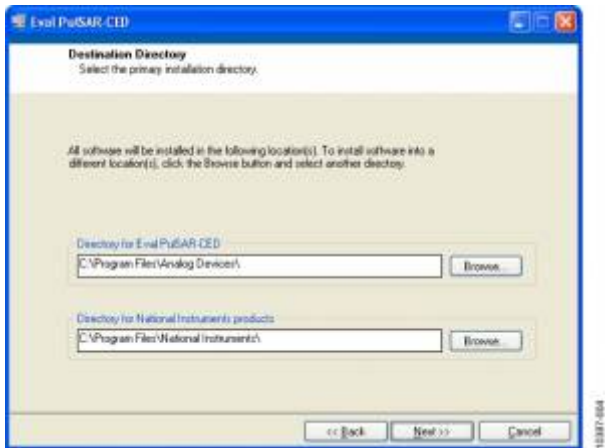 Eval PulSAR-CED
Destination Directory
Select the primary installation directory.
All software will be installed in the following location(s). To install software into a
different location(s), click the Browse button and select another directory.
Directory for Eval PulSAR-CED
C:\Program Files\Analog Devices\
Browse...
Directory for National Instruments products
C:\Program Files\National Instruments\
Browse...
<< Back
Next >>
Cancel